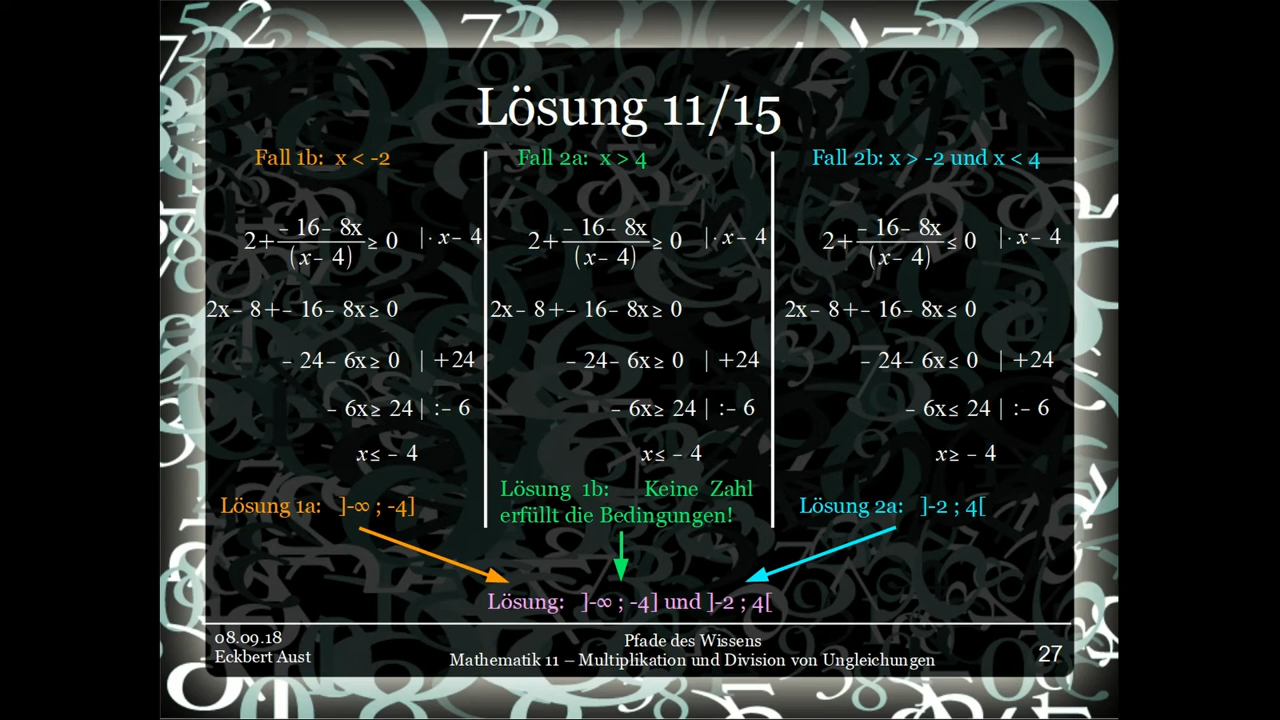 Lösung 11/15
Fall 1b: x < -2
2+ – 16– 8x / (x– 4) ≥ 0 |· x– 4
2x– 8+– 16– 8x ≥ 0
– 24– 6x ≥ 0 | +24
– 6x ≥ 24 | :– 6
x ≤ – 4
Lösung 1a: ]-∞ ; -4]
Fall 2a: x > 4
2+ – 16– 8x / (x– 4) ≥ 0 |· x– 4
2x– 8+– 16– 8x ≥ 0
– 24– 6x ≥ 0 | +24
– 6x ≥ 24 | :– 6
x ≤ – 4
Lösung 1b: Keine Zahl
erfüllt die Bedingungen!
Fall 2b: x > -2 und x < 4
2+ – 16– 8x / (x– 4) ≤ 0 |· x– 4
2x– 8+– 16– 8x ≤ 0
– 24– 6x ≤ 0 | +24
– 6x ≤ 24 | :– 6
x ≥ – 4
Lösung 2a: ]-2 ; 4[
Lösung: ]-∞ ; -4] und ]-2 ; 4[
08.09.18
Eckbert Aust
Pfade des Wissens
Mathematik 11 – Multiplikation und Division von Ungleichungen
27